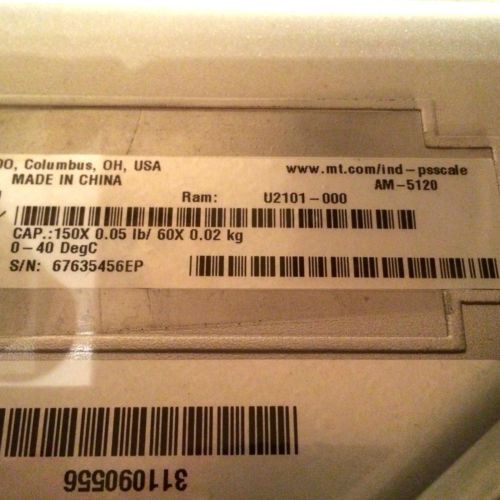 OO, Columbus, OH, USA
www.mt.com/ind-psscale
MADE IN CHINA
AM-5120
Ram: U2101-000
CAP.:150X 0.05 lb/ 60X 0.02 kg
0-40 DegC
S/N: 67635456EP
311090556